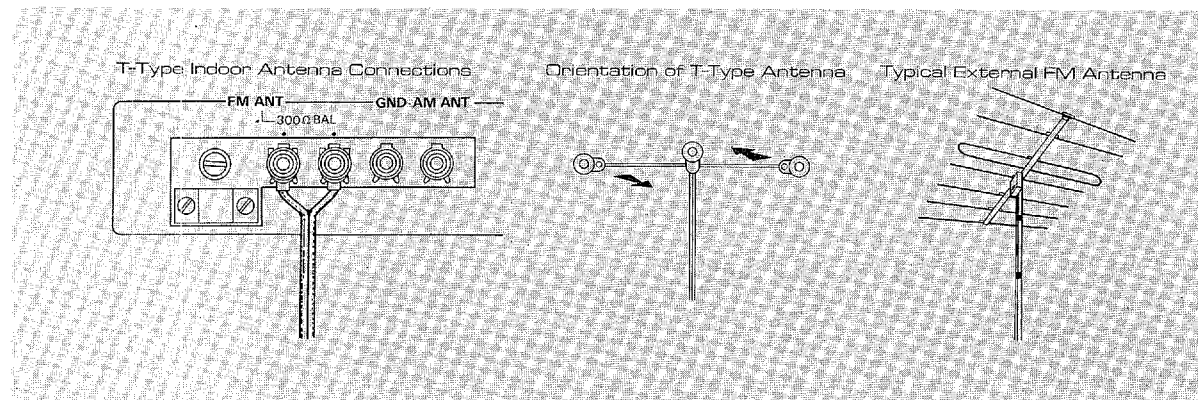 T-Type Indoor Antenna Connections
FM ANT GND AM ANT
300Ω BAL
Orientation of T-Type Antenna
Typical External FM Antenna